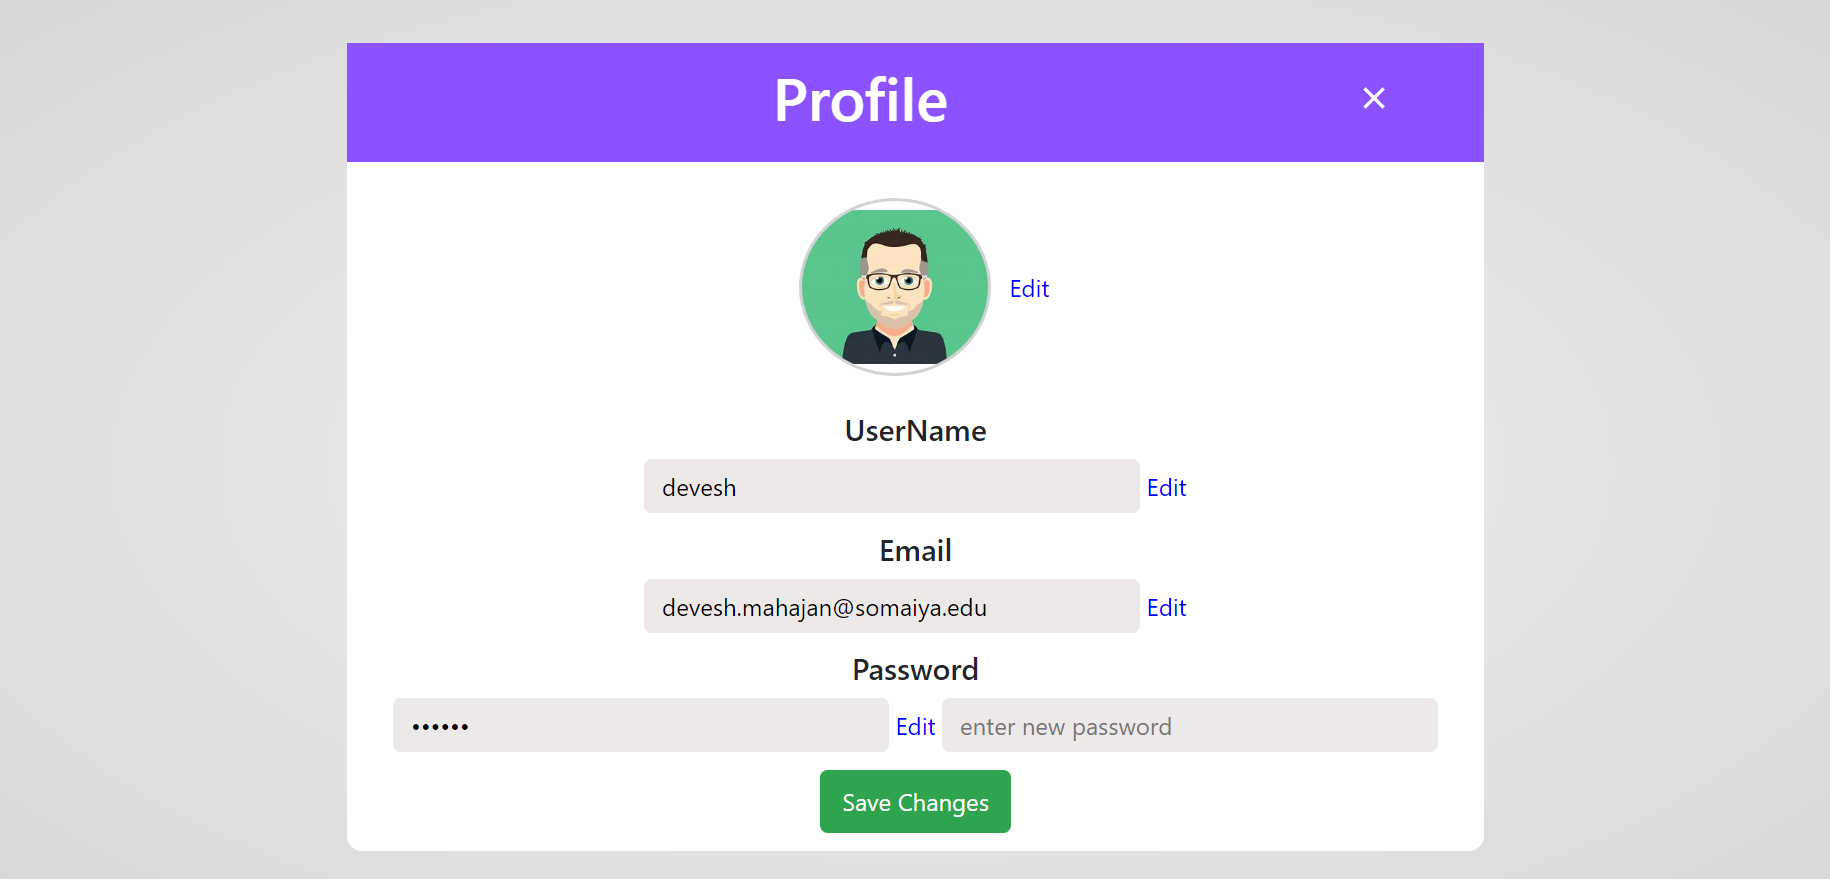 Profile ×
Edit
UserName
devesh Edit
Email
devesh.mahajan@somaiya.edu Edit
Password
•••••• Edit enter new password
Save Changes